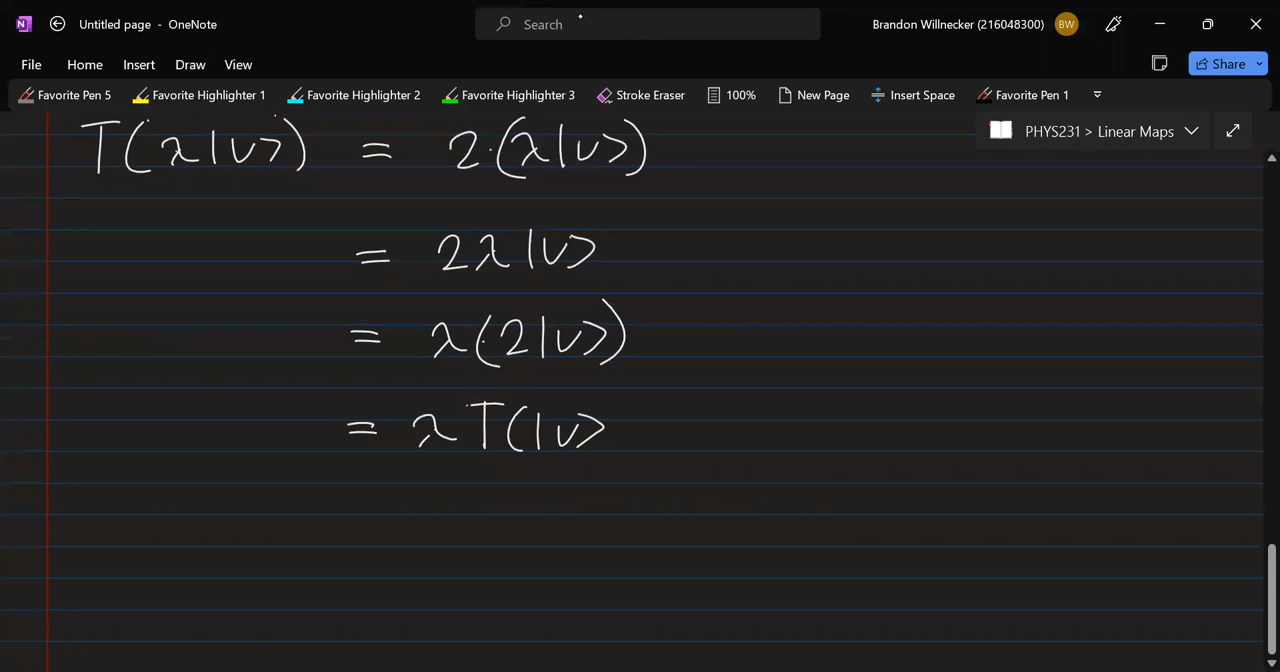 Untitled page - OneNote
Search
Brandon Willnecker (216048300)
BW
File Home Insert Draw View
Share
Favorite Pen 5 Favorite Highlighter 1 Favorite Highlighter 2 Favorite Highlighter 3 Stroke Eraser 100% New Page Insert Space Favorite Pen 1
PHYS231 > Linear Maps
T(λ|v>) = 2·(λ|v>)
= 2λ|v>
= λ(2|v>)
= λT(|v>